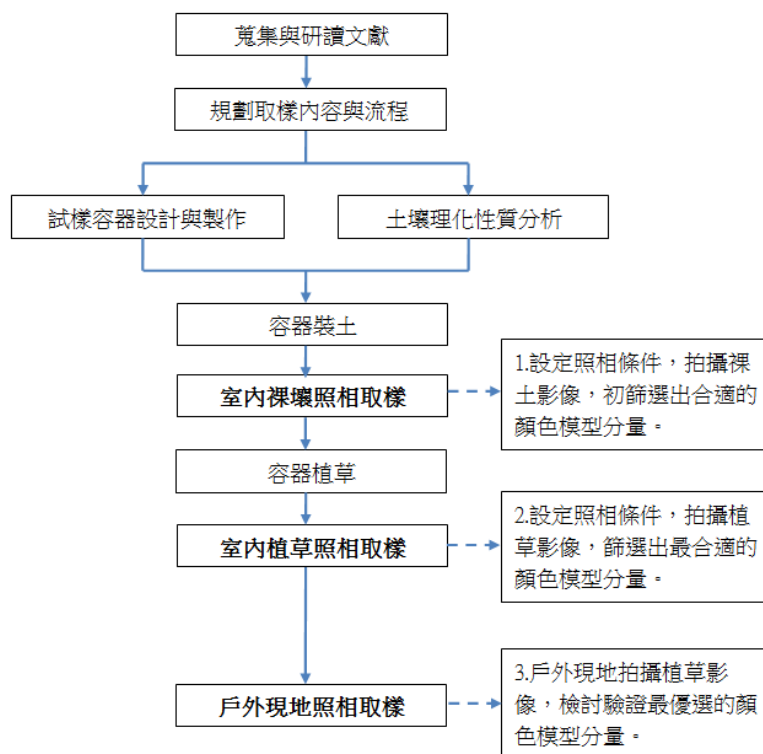 蒐集與研讀文獻
規劃取樣內容與流程
試樣容器設計與製作
土壤理化性質分析
容器裝土
室內裸壤照相取樣
1.設定照相條件，拍攝裸
土影像，初篩選出合適的
顏色模型分量。
容器植草
室內植草照相取樣
2.設定照相條件，拍攝植
草影像，篩選出最合適的
顏色模型分量。
戶外現地照相取樣
3.戶外現地拍攝植草影
像，檢討驗證最優選的顏
色模型分量。